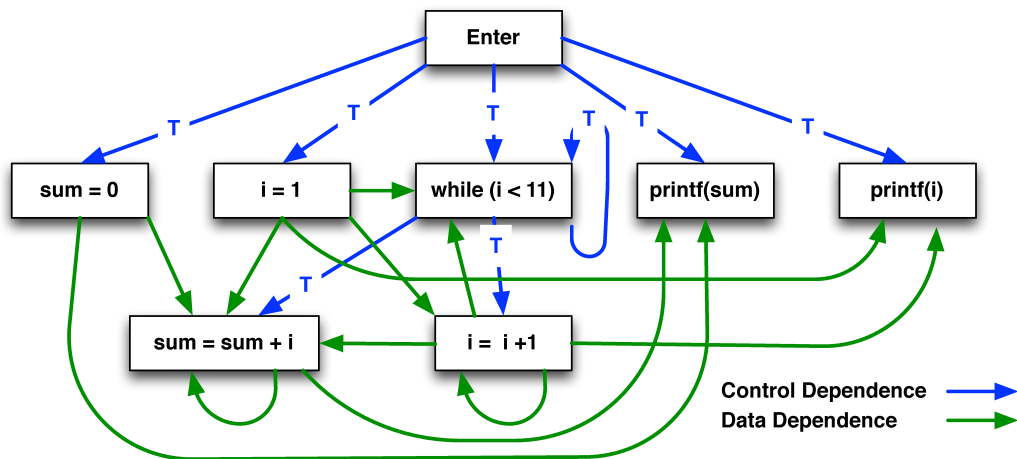 Enter
T
T
T
T
T
T
sum = 0
i = 1
while (i < 11)
printf(sum)
printf(i)
T
T
sum = sum + i
i = i +1
Control Dependence
Data Dependence